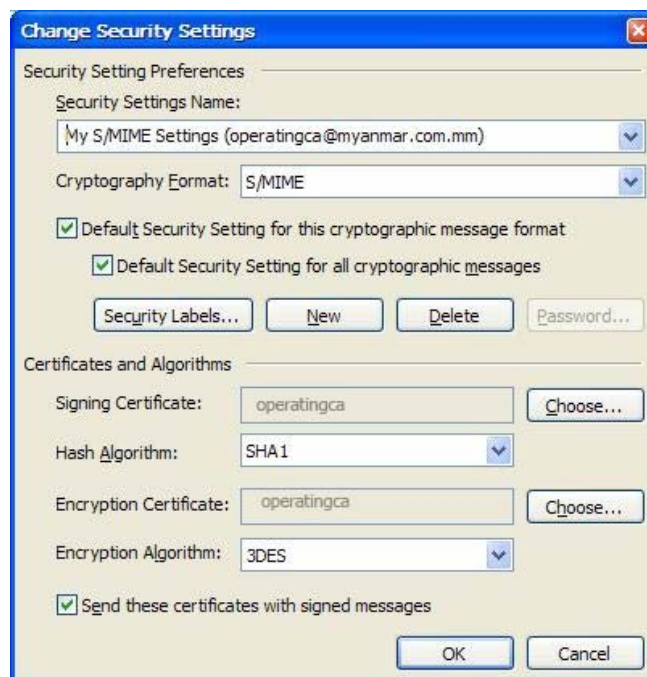 Change Security Settings
Security Setting Preferences
Security Settings Name:
My S/MIME Settings (operatingca@myanmar.com.mm)
Cryptography Format: S/MIME
Default Security Setting for this cryptographic message format
Default Security Setting for all cryptographic messages
Security Labels... New Delete Password...
Certificates and Algorithms
Signing Certificate: operatingca Choose...
Hash Algorithm: SHA1
Encryption Certificate: operatingca Choose...
Encryption Algorithm: 3DES
Send these certificates with signed messages
OK Cancel